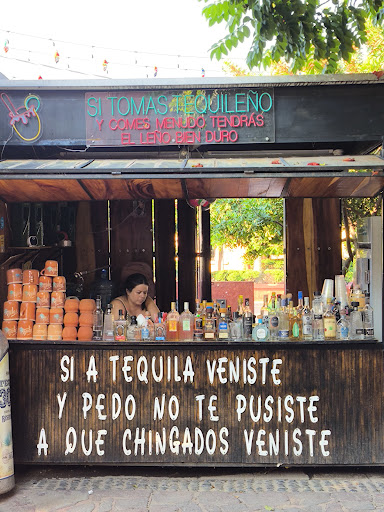 SI TOMAS TEQUILEÑO
Y COMES MENUDO TENDRAS
EL LEÑO BIEN DURO
SI A TEQUILA VENISTE
Y PEDO NO TE PUSISTE
A QUE CHINGADOS VENISTE